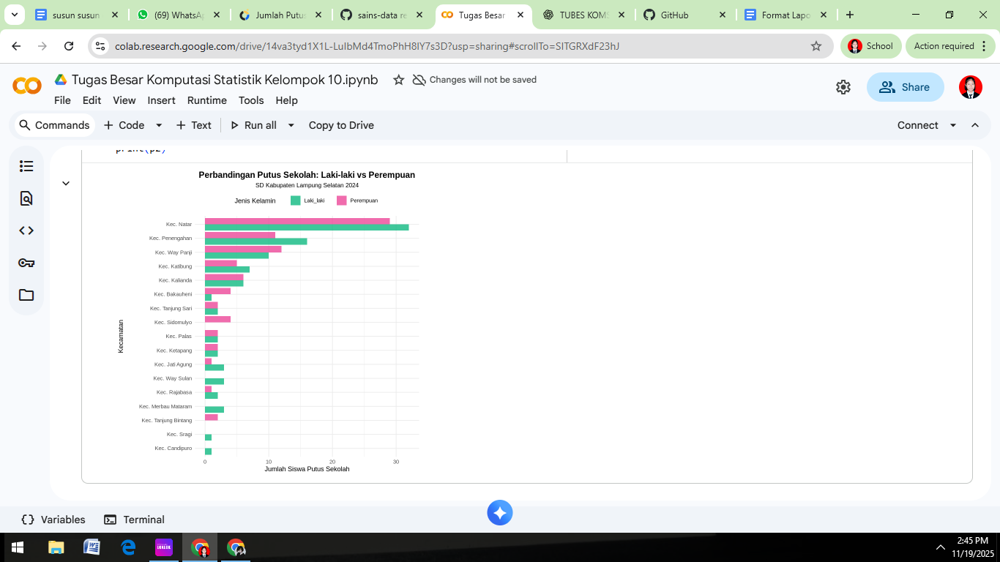 susun susun
(69) WhatsA
Jumlah Putu
sains-data re
Tugas Besar
TUBES KOMS
GitHub
Format Lapo
colab.research.google.com/drive/14va3tyd1X1L-LuIbMd4TmoPhH8IY7s3D?usp=sharing#scrollTo=SITGRXdF23hJ
School
Action required
CO
Tugas Besar Komputasi Statistik Kelompok 10.ipynb
Changes will not be saved
Share
File Edit View Insert Runtime Tools Help
Commands + Code + Text Run all Copy to Drive Connect
print(p2)
Perbandingan Putus Sekolah: Laki-laki vs Perempuan
SD Kabupaten Lampung Selatan 2024
Jenis Kelamin Laki_laki Perempuan
Kec. Natar
Kec. Penengahan
Kec. Way Panji
Kec. Katibung
Kec. Kalianda
Kec. Bakauheni
Kec. Tanjung Sari
Kec. Sidomulyo
Kec. Palas
Kec. Ketapang
Kec. Jati Agung
Kec. Way Sulan
Kec. Rajabasa
Kec. Merbau Mataram
Kec. Tanjung Bintang
Kec. Sragi
Kec. Candipuro
Kecamatan
0 10 20 30
Jumlah Siswa Putus Sekolah
Variables Terminal
2:45 PM
11/19/2025